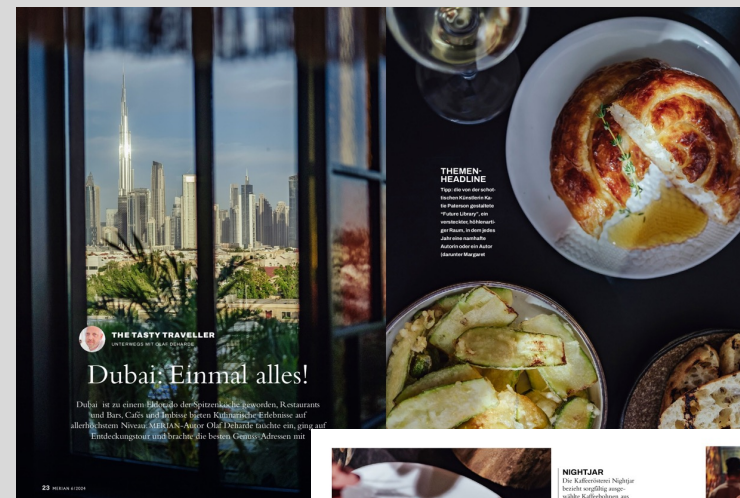 THE TASTY TRAVELLER
UNTERWEGS MIT OLAF DEHARDE
Dubai: Einmal alles!
Dubai ist zu einem Eldorado der Spitzenköche geworden, Restaurants
und Bars, Cafés und Imbisse bieten Kulinarische Erlebnisse auf
allerhöchstem Niveau. MERIAN-Autor Olaf Deharde tauchte ein, ging auf
Entdeckungstour und brachte die besten Genuss Adressen mit
23 MERIAN 6/2024
THEMEN-
HEADLINE
Tipp: die von der schot-
tischen Künstlerin Ka-
tie Paterson gestaltete
"Future Library", ein
versteckter, höhlenarti-
ger Raum, in dem jedes
Jahr eine namhafte
Autorin oder ein Autor
(darunter Margaret
NIGHTJAR
Die Kaffeerösterei Nightjar
bezieht sorgfältig ausge-
wählte Kaffeebohnen aus